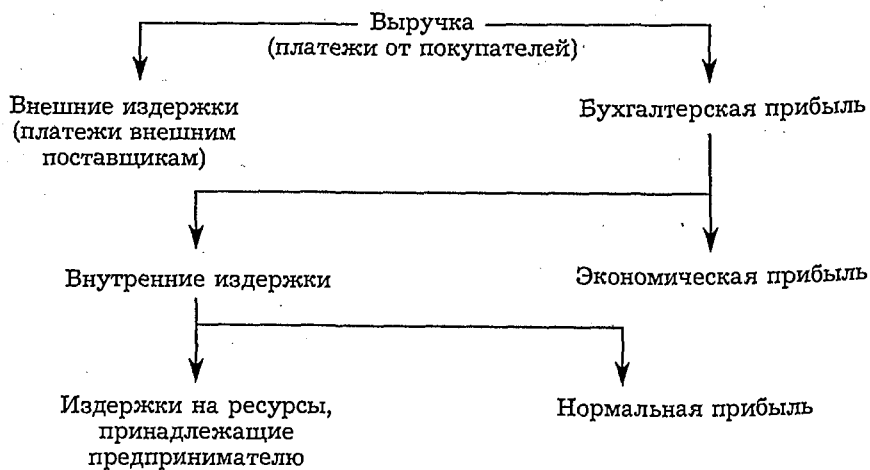 Выручка
(платежи от покупателей)
Внешние издержки
(платежи внешним
поставщикам)
Бухгалтерская прибыль
Внутренние издержки
Экономическая прибыль
Издержки на ресурсы,
принадлежащие
предпринимателю
Нормальная прибыль